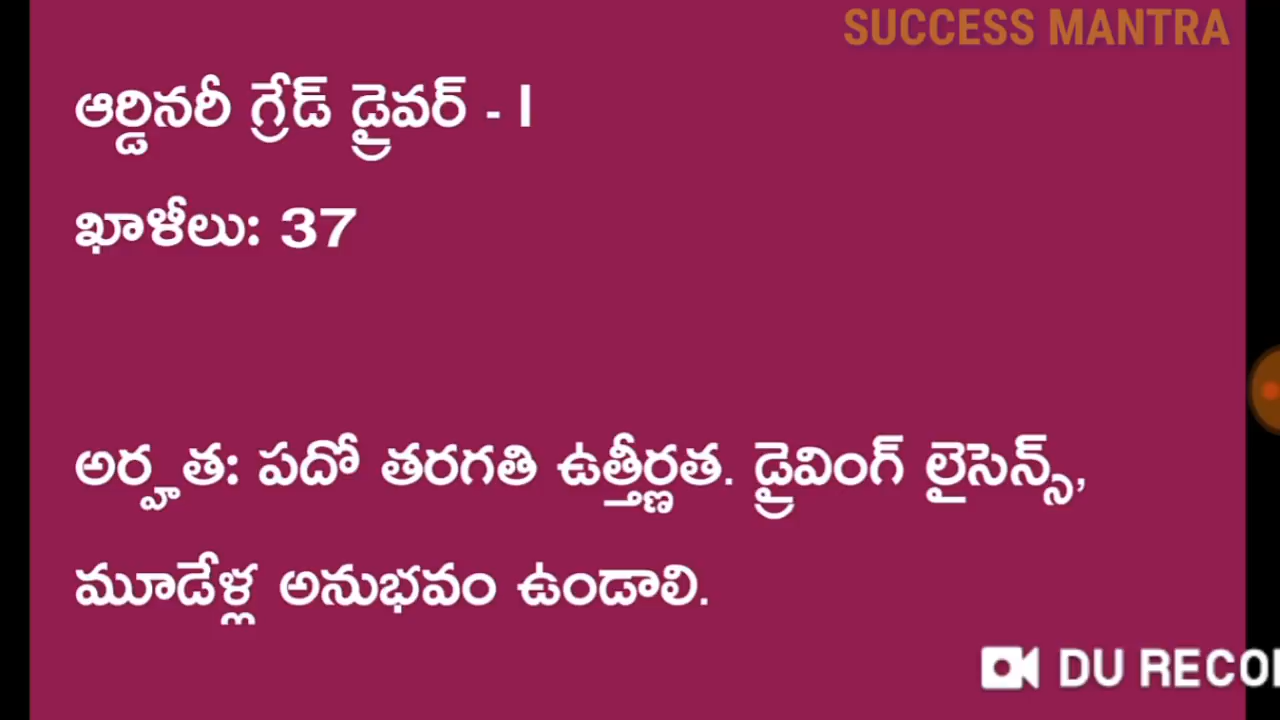 SUCCESS MANTRA
ఆర్డినరీ గ్రేడ్ డ్రైవర్ - I
ఖాళీలు: 37
అర్హత: పదో తరగతి ఉత్తీర్ణత. డ్రైవింగ్ లైసెన్స్,
మూడేళ్ల అనుభవం ఉండాలి.
DU RECO